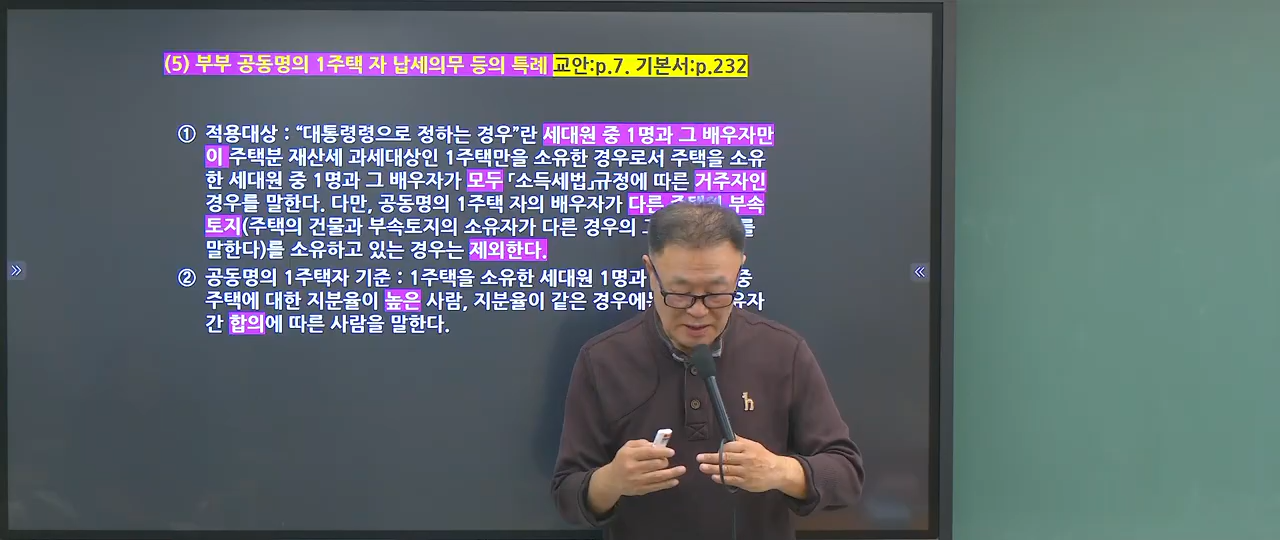 (5) 부부 공동명의 1주택 자 납세의무 등의 특례 교안:p.7. 기본서:p.232
① 적용대상 : “대통령령으로 정하는 경우”란 세대원 중 1명과 그 배우자만
이 주택분 재산세 과세대상인 1주택만을 소유한 경우로서 주택을 소유
한 세대원 중 1명과 그 배우자가 모두 「소득세법」규정에 따른 거주자인
경우를 말한다. 다만, 공동명의 1주택 자의 배우자가 다른 부속
토지(주택의 건물과 부속토지의 소유자가 다른 경우의 를
말한다)를 소유하고 있는 경우는 제외한다.
② 공동명의 1주택자 기준 : 1주택을 소유한 세대원 1명과 중
주택에 대한 지분율이 높은 사람, 지분율이 같은 경우에 유자
간 합의에 따른 사람을 말한다.
h